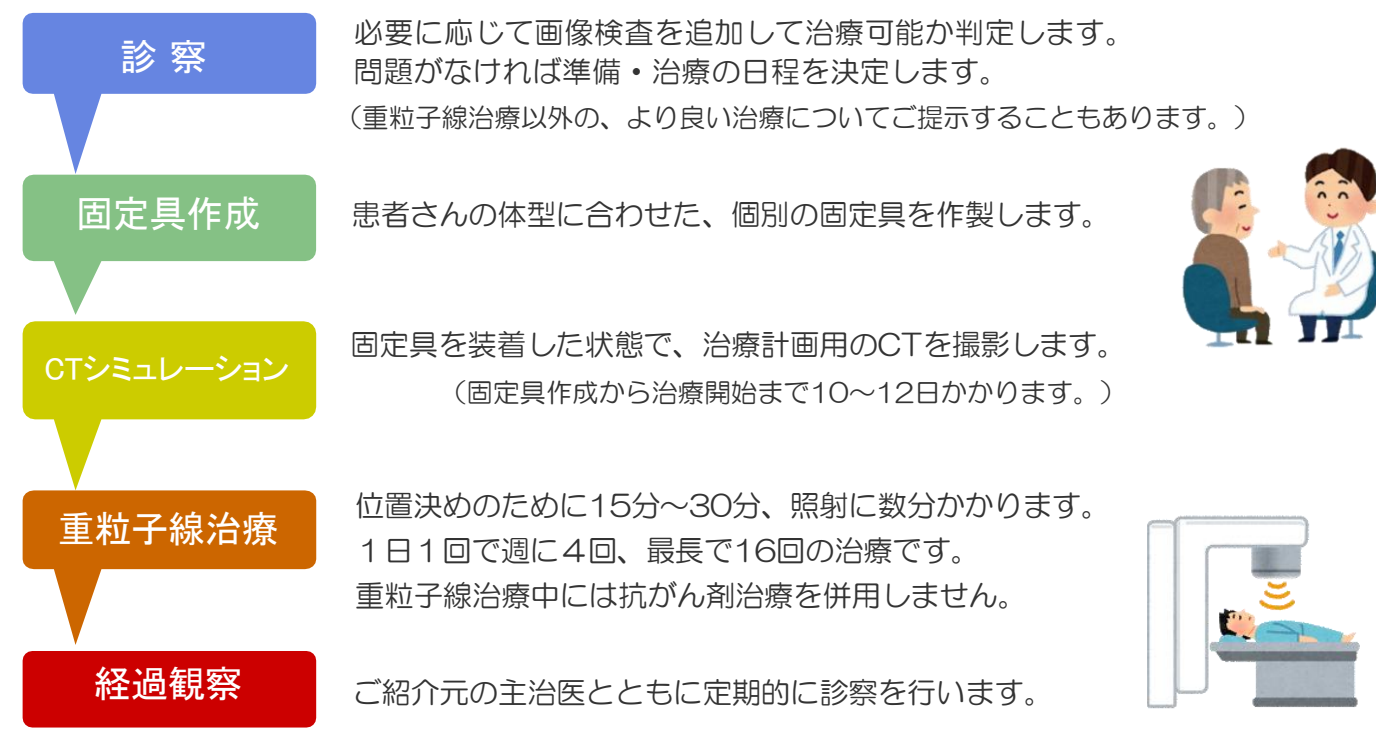 診 察
必要に応じて画像検査を追加して治療可能か判定します。
問題がなければ準備・治療の日程を決定します。
（重粒子線治療以外の、より良い治療についてご提示することもあります。）
固定具作成
患者さんの体型に合わせた、個別の固定具を作製します。
CTシミュレーション
固定具を装着した状態で、治療計画用のCTを撮影します。
（固定具作成から治療開始まで10～12日かかります。）
重粒子線治療
位置決めのために15分～30分、照射に数分かかります。
１日１回で週に４回、最長で16回の治療です。
重粒子線治療中には抗がん剤治療を併用しません。
経過観察
ご紹介元の主治医とともに定期的に診察を行います。